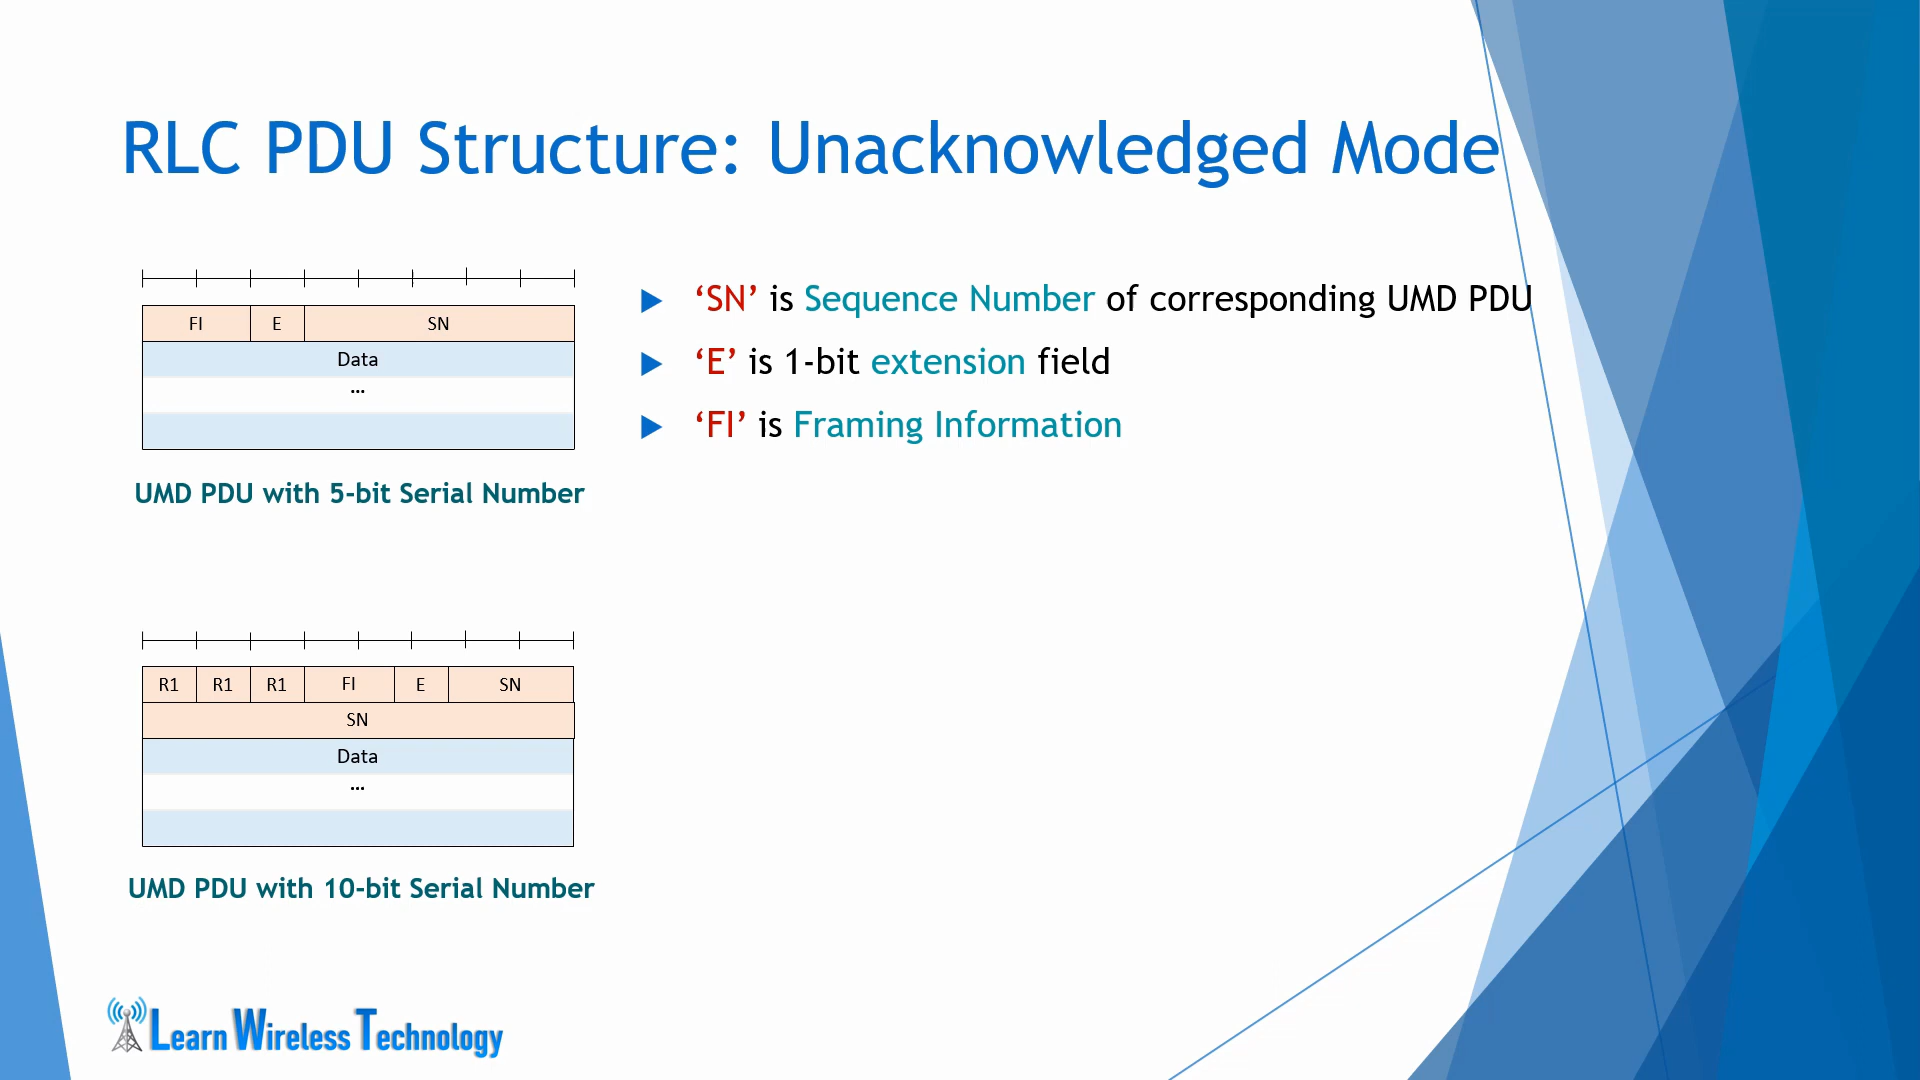 RLC PDU Structure: Unacknowledged Mode
FI E SN
Data
...
UMD PDU with 5-bit Serial Number
‘SN’ is Sequence Number of corresponding UMD PDU
‘E’ is 1-bit extension field
‘FI’ is Framing Information
R1 R1 R1 FI E SN
SN
Data
...
UMD PDU with 10-bit Serial Number
Learn Wireless Technology